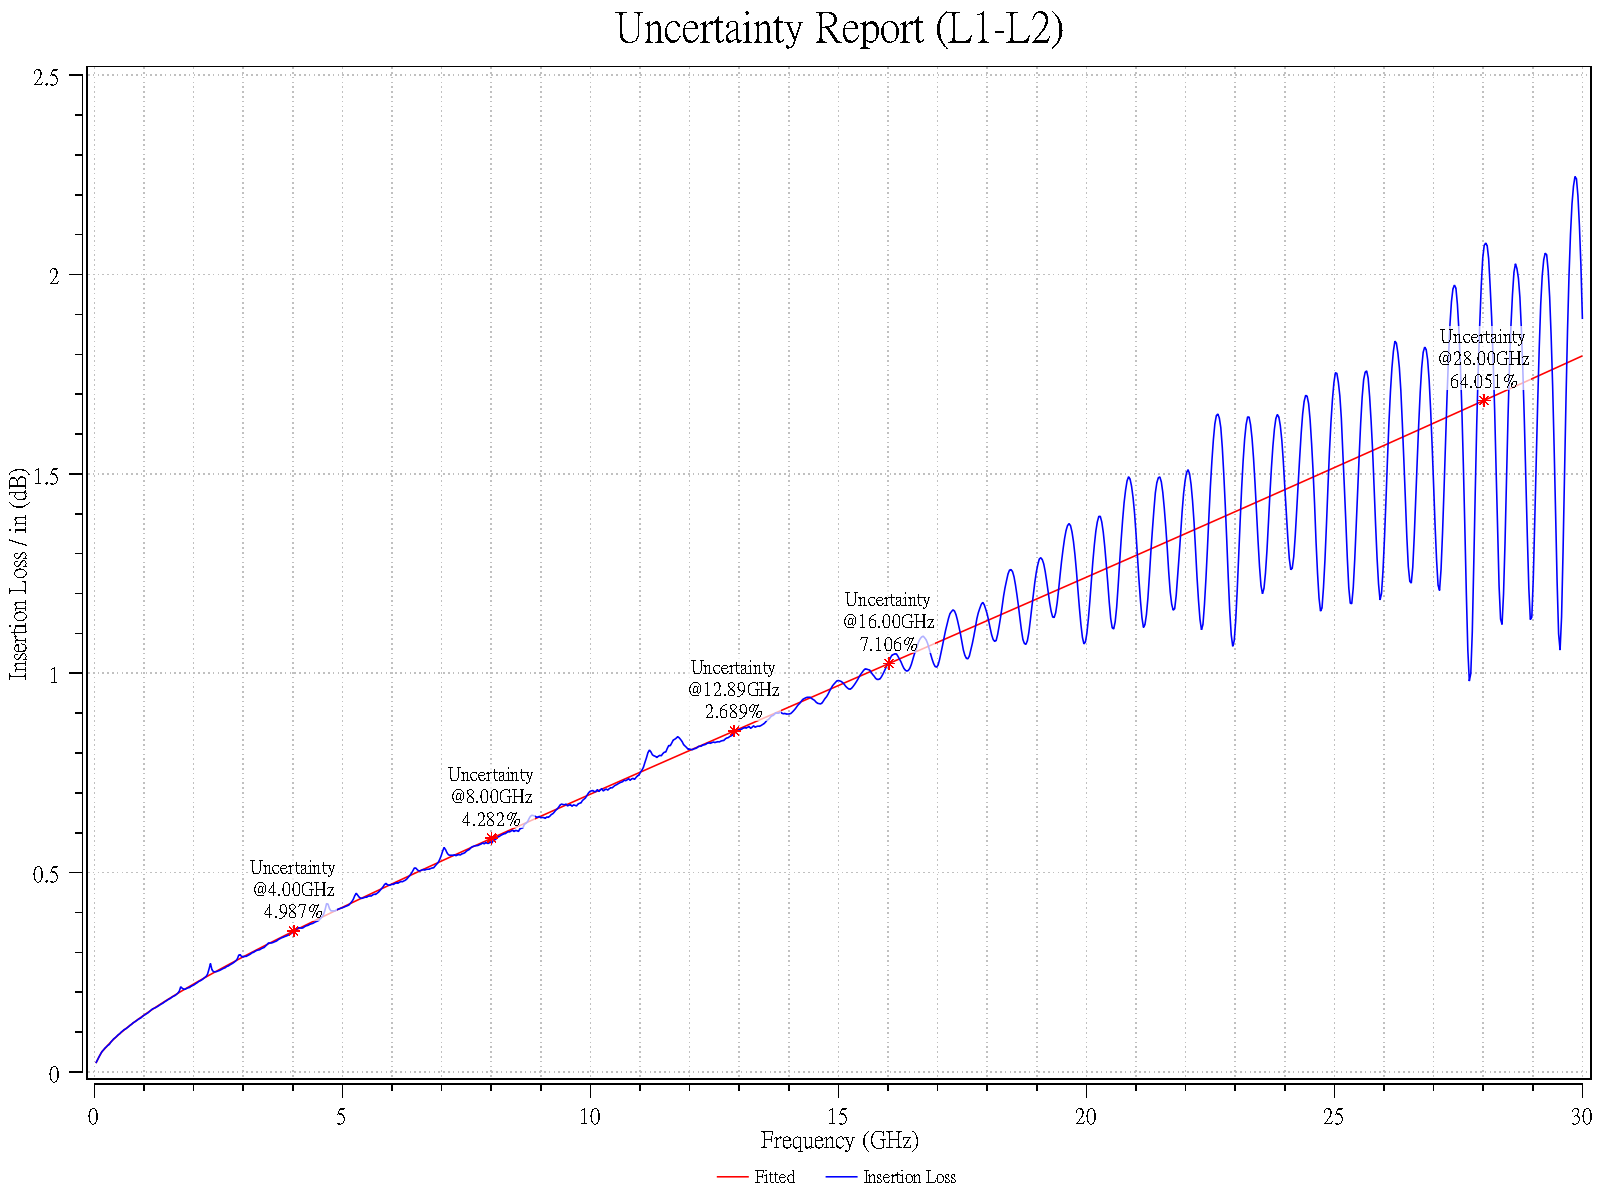 Uncertainty Report (L1-L2)
2.5
2
1.5
1
0.5
0
Insertion Loss / in (dB)
Uncertainty
@4.00GHz
4.987%
Uncertainty
@8.00GHz
4.282%
Uncertainty
@12.89GHz
2.689%
Uncertainty
@16.00GHz
7.106%
Uncertainty
@28.00GHz
64.051%
0 5 10 15 20 25 30
Frequency (GHz)
Fitted Insertion Loss